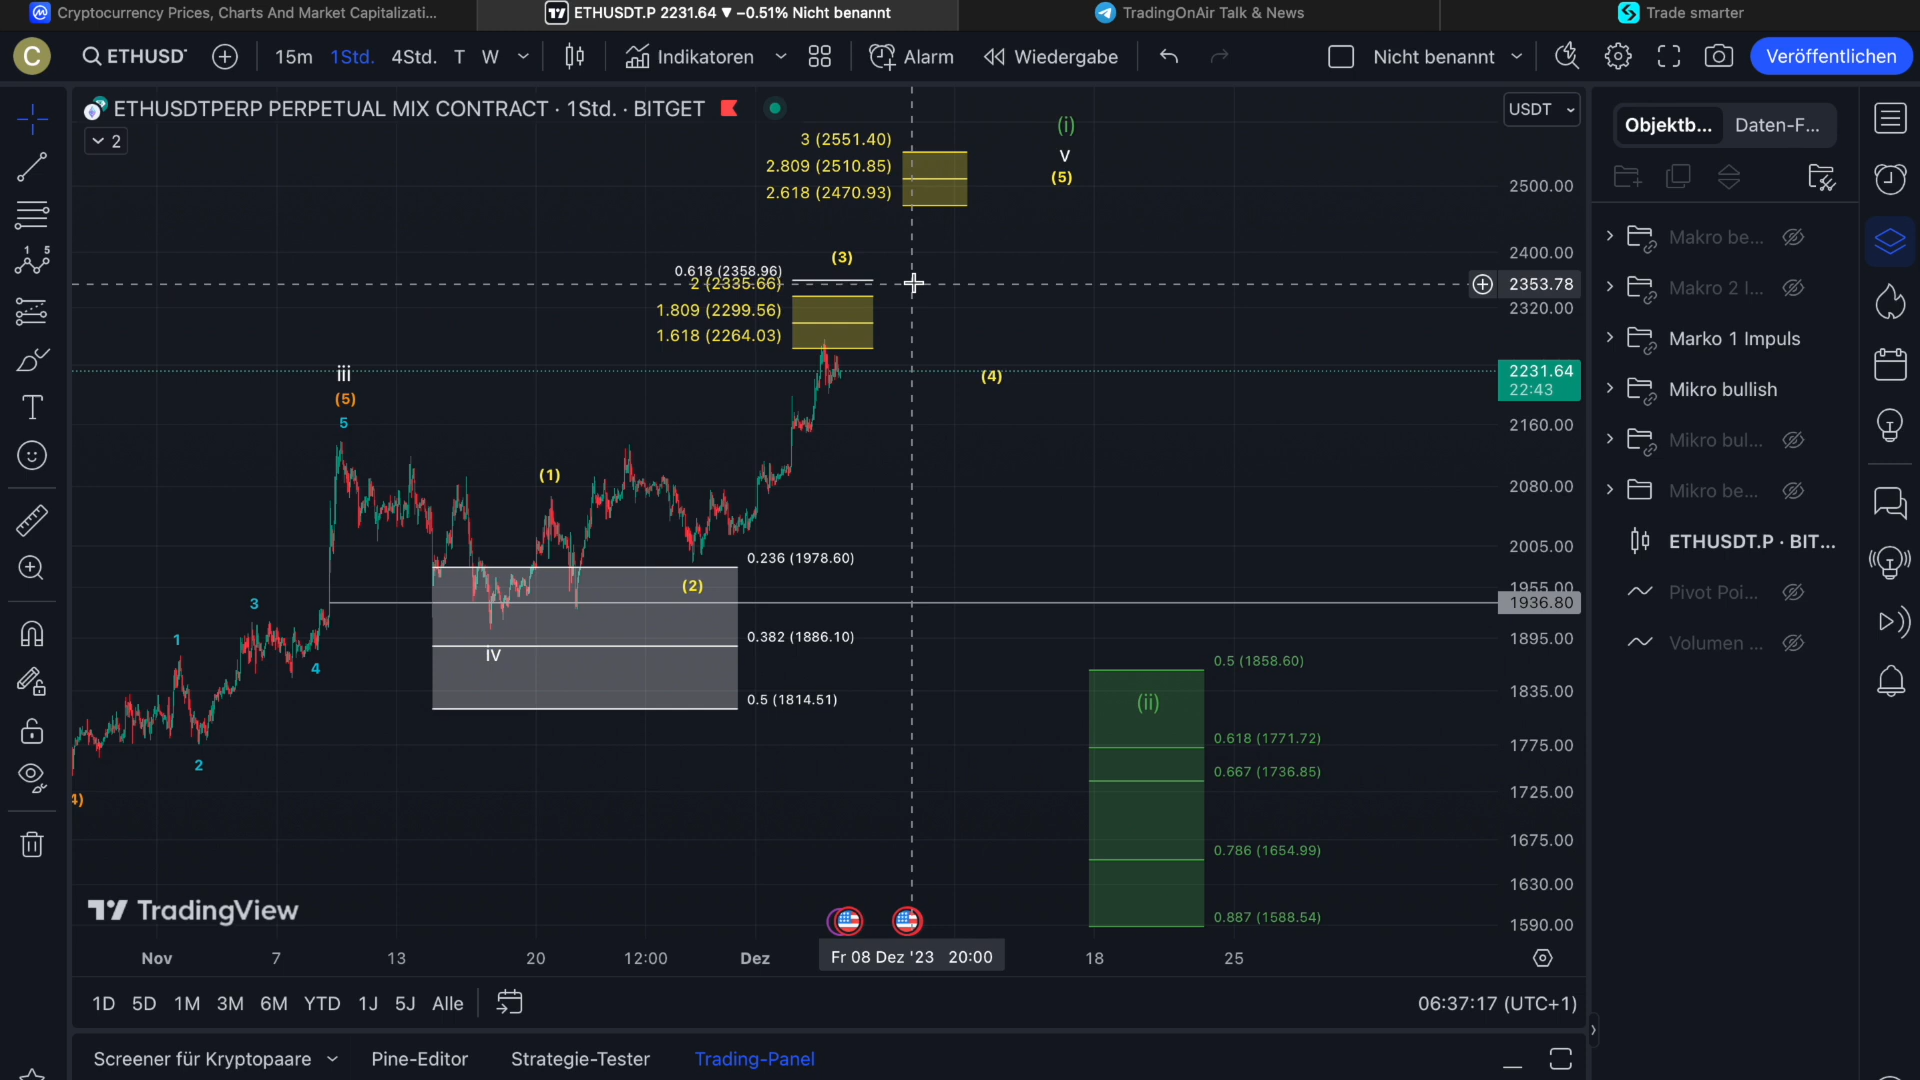 Cryptocurrency Prices, Charts And Market Capitalizati...
ETHUSDT.P 2231.64 ▼ −0.51% Nicht benannt
TradingOnAir Talk & News
Trade smarter
C
ETHUSDT
15m
1Std.
4Std.
T
W
Indikatoren
Alarm
Wiedergabe
Nicht benannt
Veröffentlichen
ETHUSDTPERP PERPETUAL MIX CONTRACT · 1Std. · BITGET
2
USDT
Objektb...
Daten-F...
3 (2551.40)
2.809 (2510.85)
2.618 (2470.93)
(i)
v
(5)
(3)
0.618 (2358.96)
2 (2335.66)
1.809 (2299.56)
1.618 (2264.03)
(4)
iii
(5)
5
(1)
(2)
iv
0.236 (1978.60)
0.382 (1886.10)
0.5 (1814.51)
1
2
3
4
4)
(ii)
0.5 (1858.60)
0.618 (1771.72)
0.667 (1736.85)
0.786 (1654.99)
0.887 (1588.54)
2500.00
2400.00
2353.78
2320.00
2231.64
22:43
2160.00
2080.00
2005.00
1955.00
1936.80
1895.00
1835.00
1775.00
1725.00
1675.00
1630.00
1590.00
Makro be...
Makro 2 I...
Marko 1 Impuls
Mikro bullish
Mikro bul...
Mikro be...
ETHUSDT.P · BIT...
Pivot Poi...
Volumen ...
TradingView
Nov
7
13
20
12:00
Dez
Fr 08 Dez '23 20:00
18
25
1D
5D
1M
3M
6M
YTD
1J
5J
Alle
06:37:17 (UTC+1)
Screener für Kryptopaare
Pine-Editor
Strategie-Tester
Trading-Panel